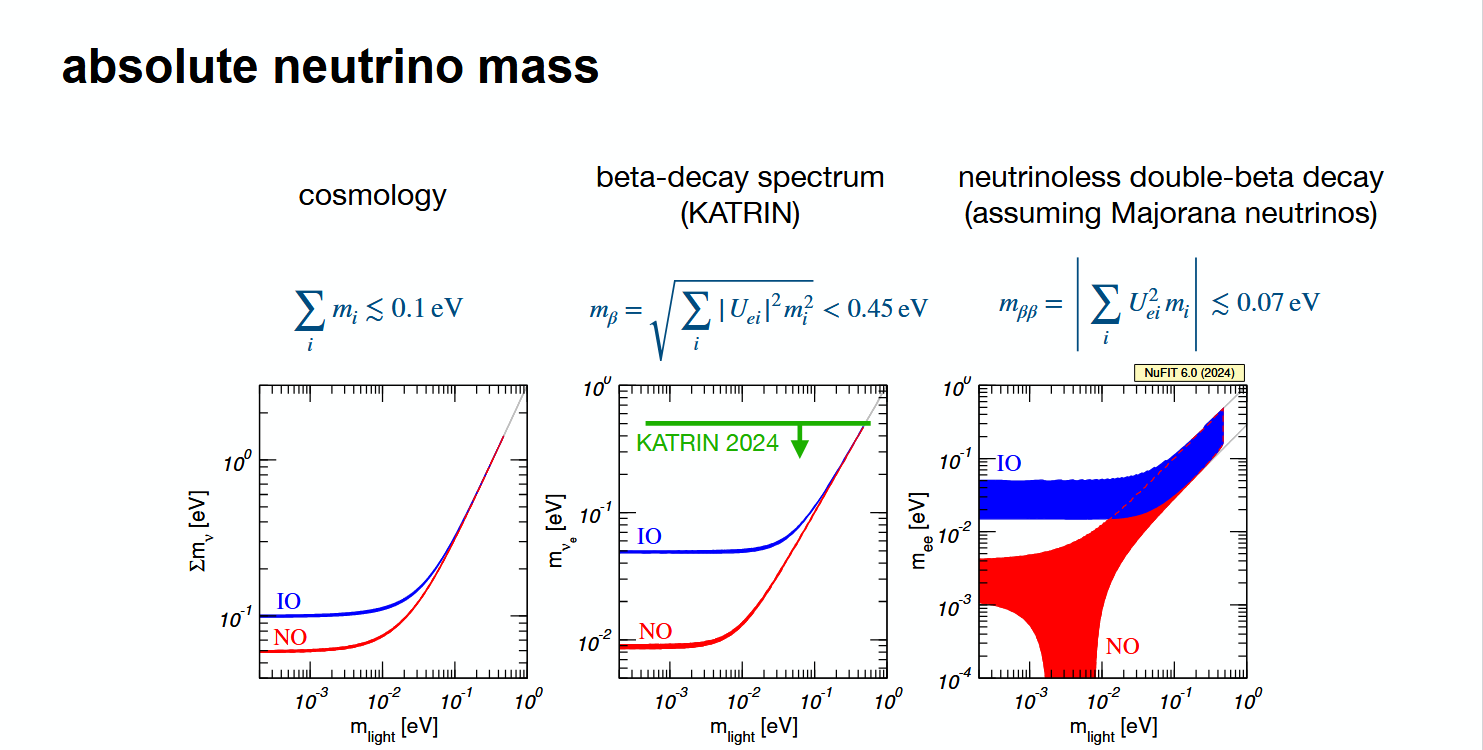 absolute neutrino mass
cosmology
∑ᵢ mᵢ ≲ 0.1 eV
10⁰
10⁻¹
Σmᵥ [eV]
IO
NO
10⁻³ 10⁻² 10⁻¹ 10⁰
m_light [eV]
beta-decay spectrum
(KATRIN)
m_β = √(∑ᵢ |U_ei|² mᵢ²) < 0.45 eV
10⁰
10⁻¹
10⁻²
m_νe [eV]
KATRIN 2024
IO
NO
10⁻³ 10⁻² 10⁻¹ 10⁰
m_light [eV]
neutrinoless double-beta decay
(assuming Majorana neutrinos)
m_ββ = |∑ᵢ U²_ei mᵢ| ≲ 0.07 eV
NuFIT 6.0 (2024)
10⁰
10⁻¹
10⁻²
10⁻³
10⁻⁴
m_ee [eV]
IO
NO
10⁻³ 10⁻² 10⁻¹ 10⁰
m_light [eV]